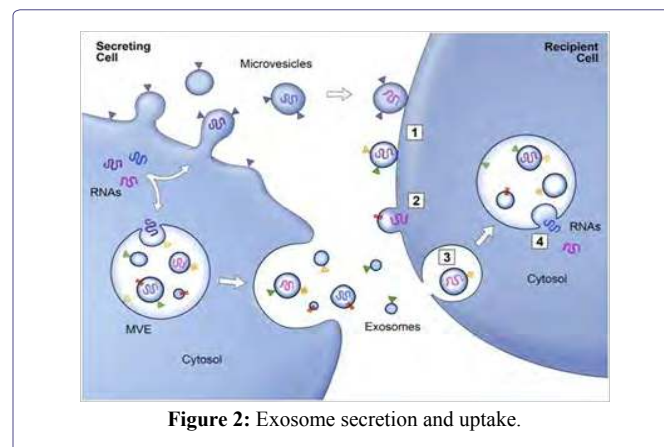 Secreting
Cell
Microvesicles
Recipient
Cell
1
RNAs
2
RNAs
3
4
MVE
Exosomes
Cytosol
Cytosol
Figure 2: Exosome secretion and uptake.